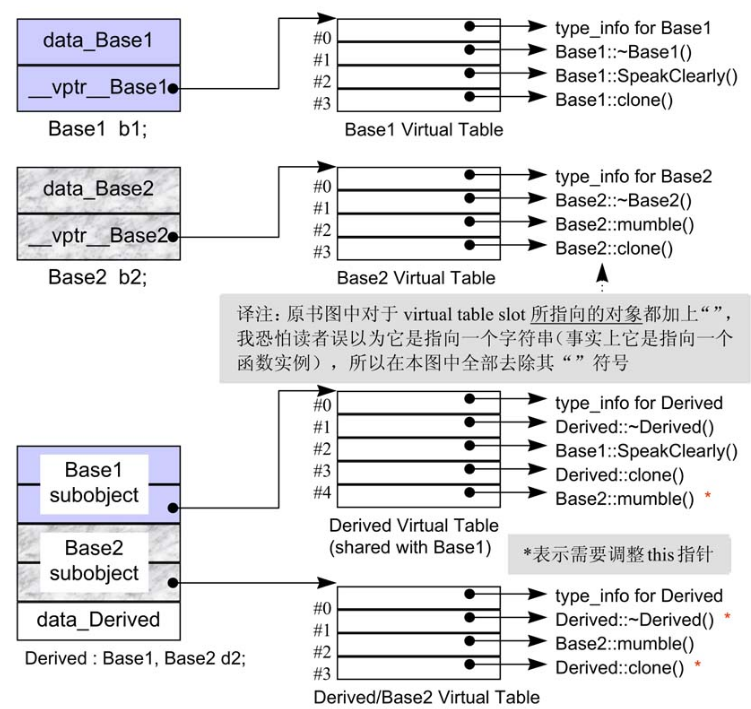 data_Base1
__vptr__Base1
Base1 b1;
#0
#1
#2
#3
type_info for Base1
Base1::~Base1()
Base1::SpeakClearly()
Base1::clone()
Base1 Virtual Table
data_Base2
__vptr__Base2
Base2 b2;
#0
#1
#2
#3
type_info for Base2
Base2::~Base2()
Base2::mumble()
Base2::clone()
Base2 Virtual Table
译注：原书图中对于 virtual table slot 所指向的对象都加上“”，
我恐怕读者误以为它是指向一个字符串（事实上它是指向一个
函数实例），所以在本图中全部去除其“”符号
Base1
subobject
Base2
subobject
data_Derived
Derived : Base1, Base2 d2;
#0
#1
#2
#3
#4
type_info for Derived
Derived::~Derived()
Base1::SpeakClearly()
Derived::clone()
Base2::mumble() *
Derived Virtual Table
(shared with Base1)
*表示需要调整this指针
#0
#1
#2
#3
type_info for Derived
Derived::~Derived() *
Base2::mumble()
Derived::clone() *
Derived/Base2 Virtual Table